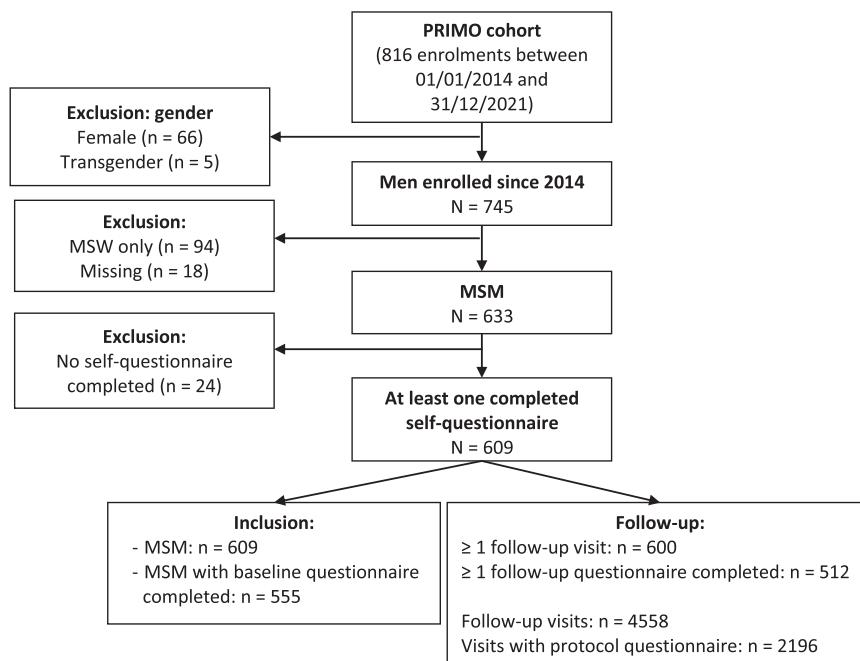 PRIMO cohort
(816 enrolments between
01/01/2014 and
31/12/2021)
Exclusion: gender
Female (n = 66)
Transgender (n = 5)
Men enrolled since 2014
N = 745
Exclusion:
MSW only (n = 94)
Missing (n = 18)
MSM
N = 633
Exclusion:
No self-questionnaire
completed (n = 24)
At least one completed
self-questionnaire
N = 609
Inclusion:
- MSM: n = 609
- MSM with baseline questionnaire
completed: n = 555
Follow-up:
≥ 1 follow-up visit: n = 600
≥ 1 follow-up questionnaire completed: n = 512
Follow-up visits: n = 4558
Visits with protocol questionnaire: n = 2196